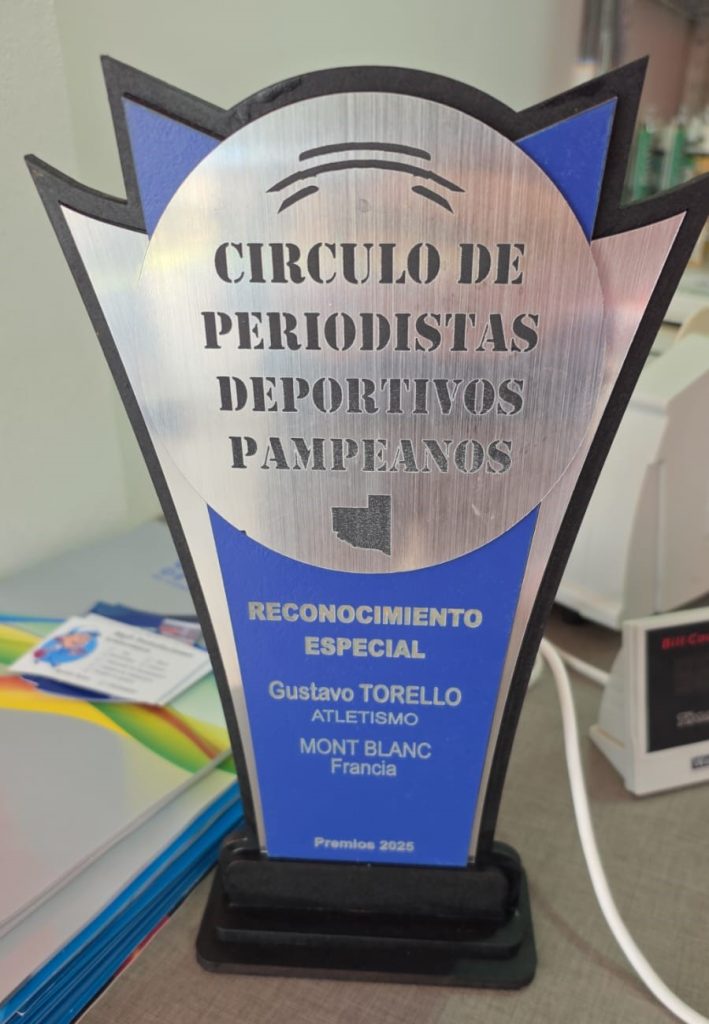 CIRCULO DE
PERIODISTAS
DEPORTIVOS
PAMPEANOS
RECONOCIMIENTO
ESPECIAL
Gustavo TORELLO
ATLETISMO
MONT BLANC
Francia
Premios 2025